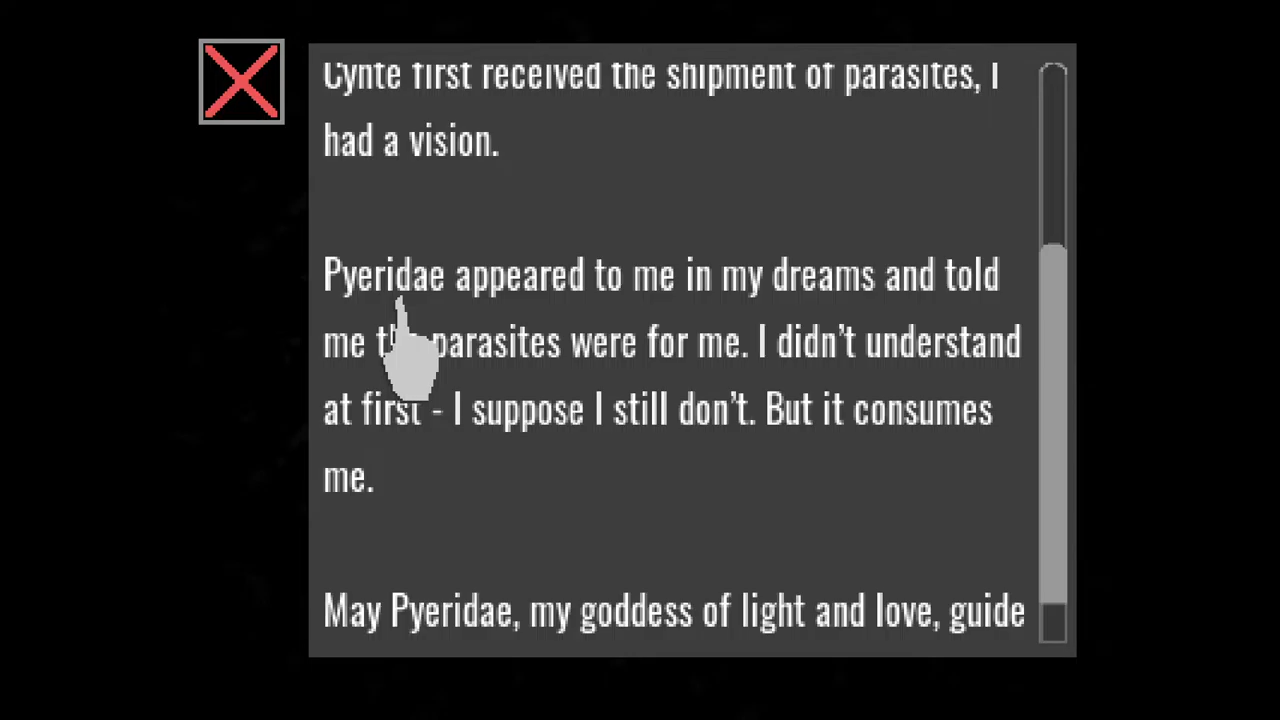 Cynte first received the shipment of parasites, I
had a vision.
Pyeridae appeared to me in my dreams and told
me the parasites were for me. I didn't understand
at first - I suppose I still don't. But it consumes
me.
May Pyeridae, my goddess of light and love, guide